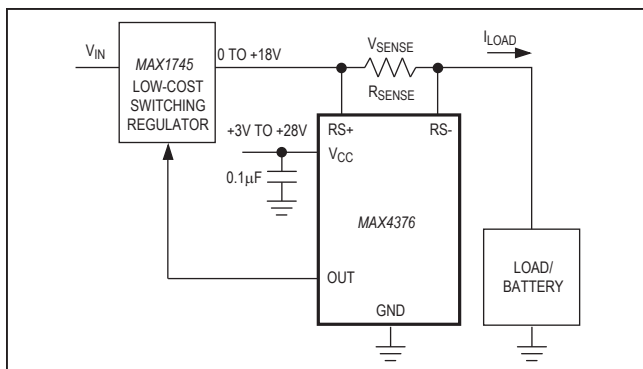 V_IN
MAX1745
LOW-COST
SWITCHING
REGULATOR
0 TO +18V
V_SENSE
R_SENSE
I_LOAD
+3V TO +28V
RS+
RS-
V_CC
0.1µF
MAX4376
OUT
GND
LOAD/
BATTERY